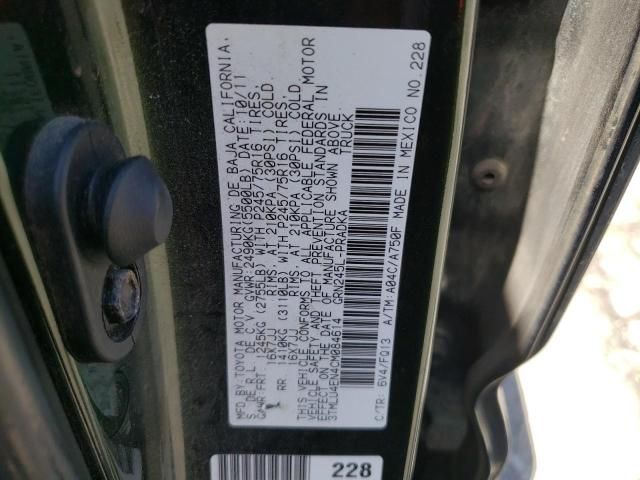 MFD.BY:TOYOTA MOTOR MANUFACTURING DE BAJA CALIFORNIA,
S.DE R.L.DE C.V. GVWR:2490KG(5500LB) DATE:10/11
GAWR:FRT 1245KG (2755LB) WITH P245/75R16 TIRES,
16X7JJ RIMS, AT 210KPA (30PSI) COLD.
RR 1410KG (3110LB) WITH P245/75R16 TIRES,
16X7JJ RIMS, AT 210KPA (30PSI) COLD.
THIS VEHICLE CONFORMS TO ALL APPLICABLE FEDERAL MOTOR
VEHICLE SAFETY AND THEFT PREVENTION STANDARDS IN
EFFECT ON THE DATE OF MANUFACTURE SHOWN ABOVE.
3TMLU4EN4CM084614 TRUCK
GRN245L-PRADKA
C/TR: 6V4/FQ13 A/TM:A04C/A750F MADE IN MEXICO NO.228
228